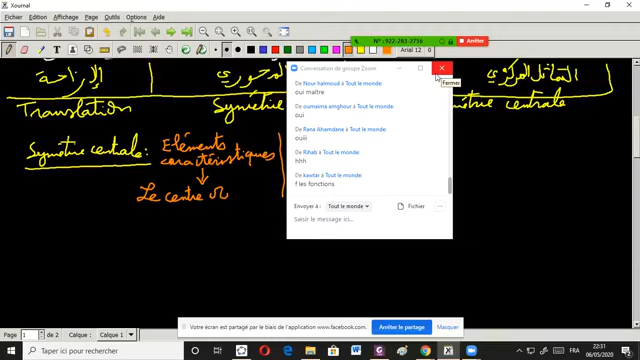 Xournal
Fichier Édition Affichage Page Outils Aide Options
N° : 922-283-2756 Arrêter
Arial 12
الإزاحة
المحوري
التماثل المركزي
Translation
Symétrie
centrale
Symétrie centrale: Eléments caractéristiques
Le centre Ω
Conversation de groupe Zoom
Fermer
De Nour halmoud à Tout le monde:
oui maitre
De oumaima amghour à Tout le monde:
oui
De Rana Ahamdane à Tout le monde:
ouiii
De Rihab à Tout le monde:
hhh
De kawtar à Tout le monde:
f les fonctions
Envoyer à : Tout le monde Fichier ...
Saisir le message ici...
Votre écran est partagé par le biais de l'application www.facebook.com. Arrêter le partage Masquer
Page 1 de 2 Calque : Calque 1
Taper ici pour rechercher
FRA 22:31
06/05/2020